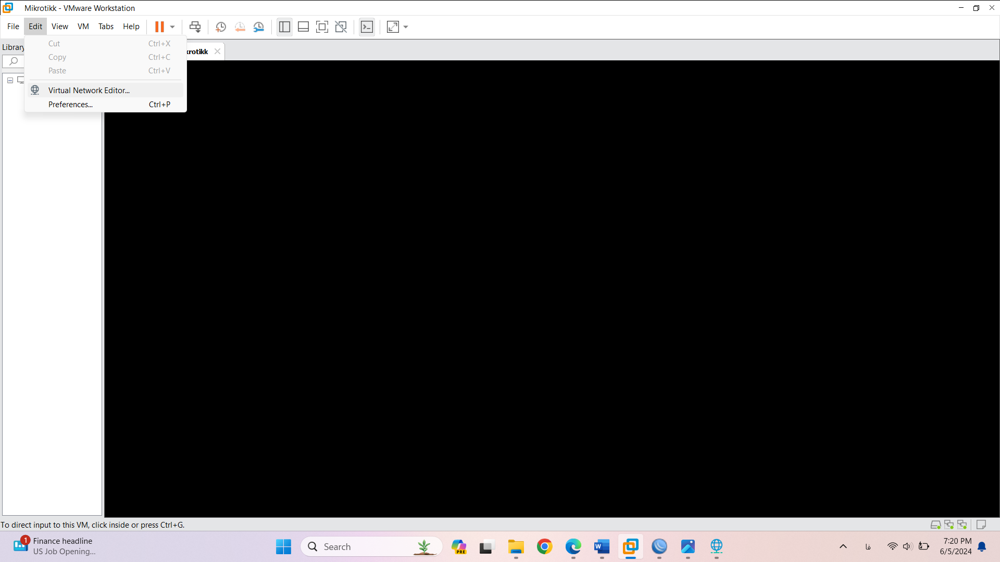 Mikrotikk - VMware Workstation
File Edit View VM Tabs Help
Library
krotikk
Cut Ctrl+X
Copy Ctrl+C
Paste Ctrl+V
Virtual Network Editor...
Preferences... Ctrl+P
To direct input to this VM, click inside or press Ctrl+G.
1
Finance headline
US Job Opening...
Search
PRE
W
فا
7:20 PM
6/5/2024